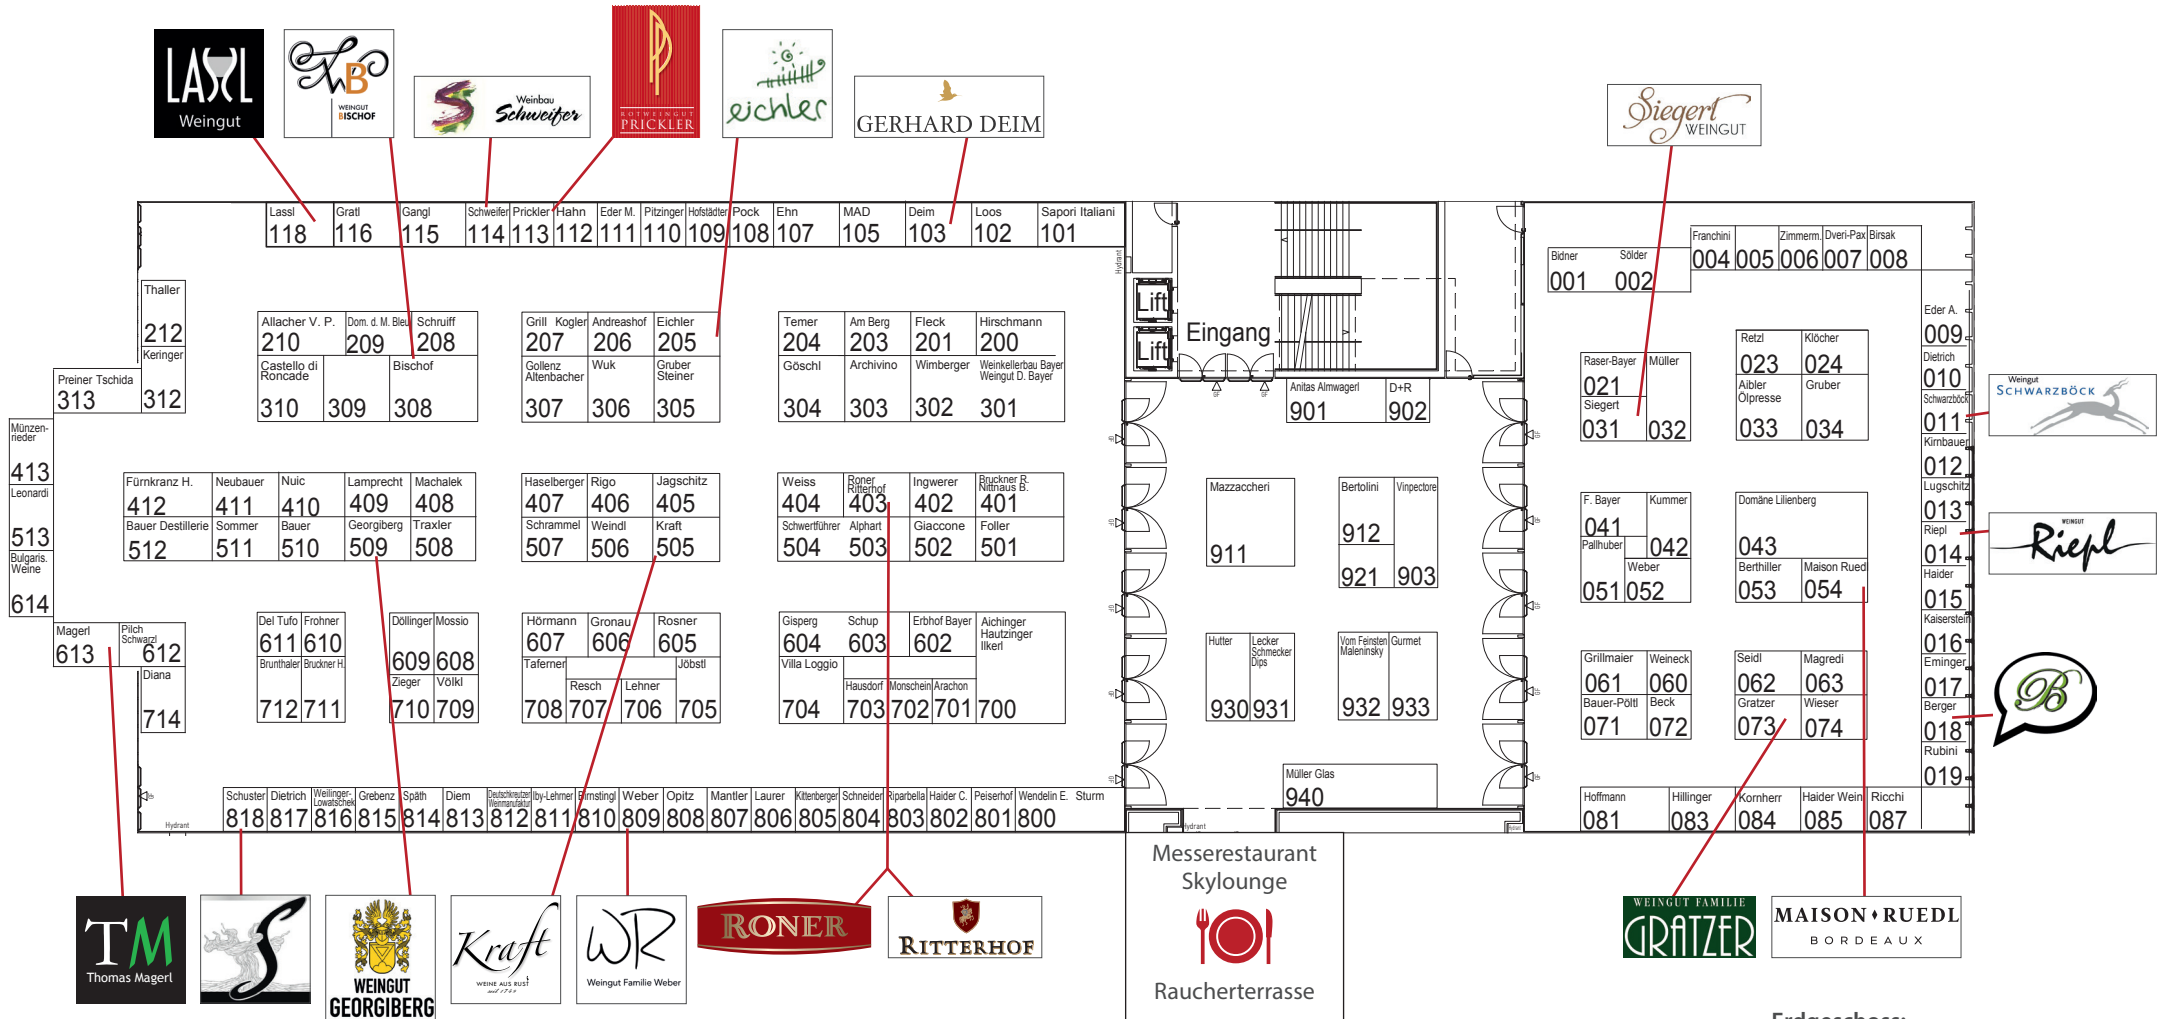 LASSL
Weingut
WB
WEINGUT
BISCHOF
Weinbau
Schweifer
ROTWEINGUT
PRICKLER
eichler
GERHARD DEIM
Siegert
WEINGUT
Lassl Gratl Gangl Schweifer Prickler Hahn Eder M. Pitzinger Hofstädter Pock Ehn MAD Deim Loos Sapori Italiani
118 116 115 114 113 112 111 110 109 108 107 105 103 102 101
Hydrant
Lift
Lift
Eingang
Franchini Zimmerm. Dveri-Pax Birsak
004 005 006 007 008
Bidner Sölder
001 002
Thaller
212
Keringer
312
Preiner Tschida
313
Münzen-
rieder
413
Leonardi
513
Bulgaris.
Weine
614
Magerl
613
Pilch
Schwarzl
612
Diana
714
Allacher V. P. Dom. d. M. Bleu Schruiff
210 209 208
Castello di
Roncade
Bischof
310 309 308
Grill Kogler Andreashof Eichler
207 206 205
Gollenz
Altenbacher
Wuk
Gruber
Steiner
307 306 305
Temer Am Berg Fleck Hirschmann
204 203 201 200
Göschl Archivino Wimberger
Weinkellerbau Bayer
Weingut D. Bayer
304 303 302 301
Fürnkranz H. Neubauer Nuic Lamprecht Machalek
412 411 410 409 408
Bauer Destillerie Sommer Bauer Georgiberg Traxler
512 511 510 509 508
Haselberger Rigo Jagschitz
407 406 405
Schrammel Weindl Kraft
507 506 505
Weiss
Roner
Ritterhof
Ingwerer
Bruckner R.
Nittnaus B.
404 403 402 401
Schwertführer Alphart Giaccone Foller
504 503 502 501
Del Tufo Frohner
611 610
Brunthaler Bruckner H.
712 711
Döllinger Mossio
609 608
Zieger Völkl
710 709
Hörmann Gronau Rosner
607 606 605
Taferner Jöbstl
Resch Lehner
708 707 706 705
Gisperg Schup Erbhof Bayer
604 603 602
Aichinger
Hautzinger
Ilkerl
Villa Loggio
Hausdorf Monschein Arachon
704 703 702 701 700
Anitas Almwagerl D+R
901 902
Mazzaccheri
911
Bertolini Vinpectore
912
921 903
Hutter
Lecker
Schmecker
Dips
930 931
Vom Feinsten
Maleninsky
Gurmet
932 933
Müller Glas
940
Raser-Bayer Müller
021
Siegert
031 032
Retzl Klöcher
023 024
Aibler
Ölpresse
Gruber
033 034
F. Bayer Kummer
041
042
Pallhuber
Weber
051 052
Domäne Lilienberg
043
Berthiller Maison Ruedl
053 054
Grillmaier Weineck
061 060
Bauer-Pöltl Beck
071 072
Seidl Magredi
062 063
Gratzer Wieser
073 074
Eder A.
009
Dietrich
010
Schwarzböck
011
Kirnbauer
012
Lugschitz
013
Riepl
014
Haider
015
Kaiserstein
016
Eminger
017
Berger
018
Rubini
019
Weingut
SCHWARZBÖCK
WEINGUT
Riepl
B
Hoffmann Hillinger Kornherr Haider Wein Ricchi
081 083 084 085 087
Hydrant
Schuster Dietrich
Weilinger-
Lowatschek
Grebenz Späth Diem
Deutschkreutzer
Weinmanufaktur
Iby-Lehrner Birnstingl Weber Opitz Mantler Laurer Kittenberger Schneider Riparbella Haider C. Peiserhof Wendelin E. Sturm
818 817 816 815 814 813 812 811 810 809 808 807 806 805 804 803 802 801 800
Hydrant
Messerestaurant
Skylounge
Raucherterrasse
TM
Thomas Magerl
S
WEINGUT
GEORGIBERG
Kraft
WEINE AUS RUST
WR
Weingut Familie Weber
RONER
RITTERHOF
WEINGUT FAMILIE
GRATZER
MAISON RUEDL
BORDEAUX
Erdgeschoss: